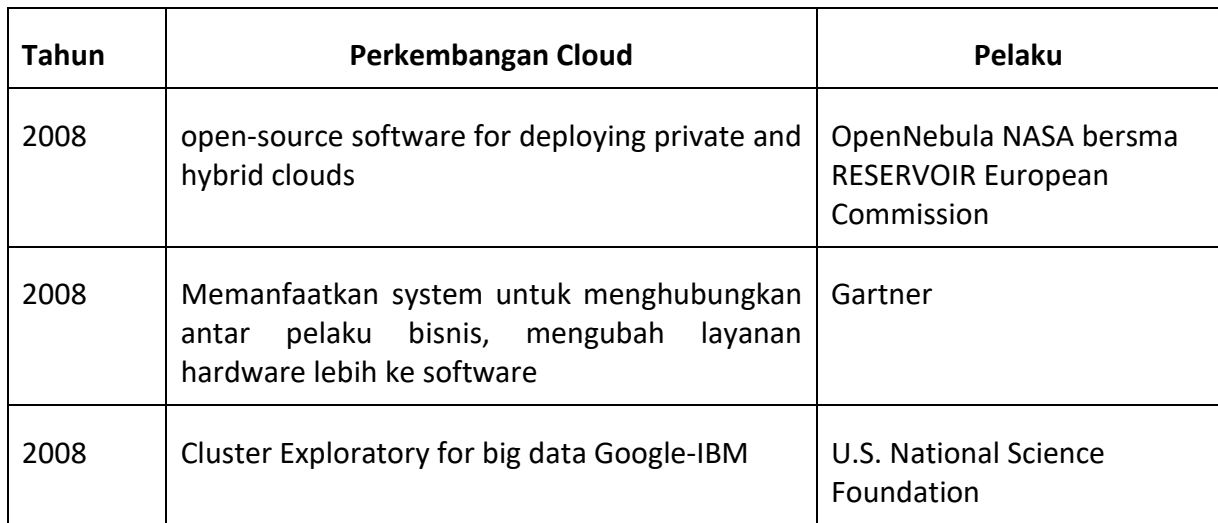 Tahun Perkembangan Cloud Pelaku
2008 open-source software for deploying private and hybrid clouds OpenNebula NASA bersma RESERVOIR European Commission
2008 Memanfaatkan system untuk menghubungkan antar pelaku bisnis, mengubah layanan hardware lebih ke software Gartner
2008 Cluster Exploratory for big data Google-IBM U.S. National Science Foundation